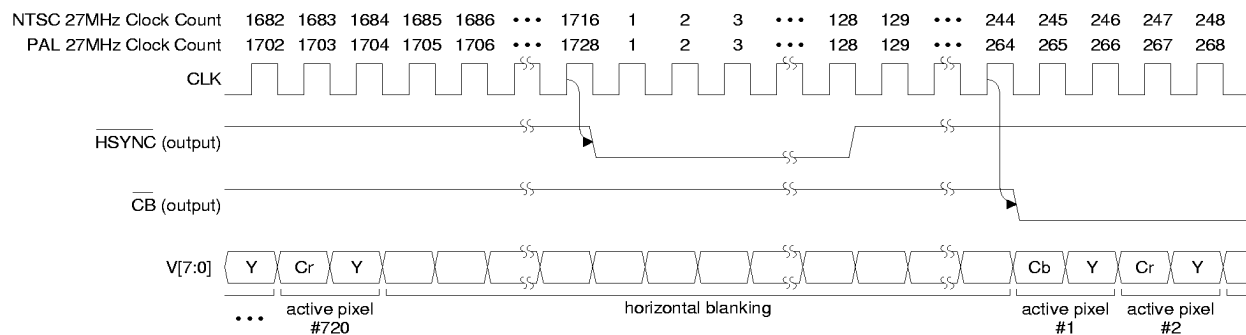 NTSC 27MHz Clock Count 1682 1683 1684 1685 1686 ••• 1716 1 2 3 ••• 128 129 ••• 244 245 246 247 248
PAL 27MHz Clock Count 1702 1703 1704 1705 1706 ••• 1728 1 2 3 ••• 128 129 ••• 264 265 266 267 268
CLK
HSYNC (output)
CB (output)
V[7:0] Y Cr Y Cb Y Cr Y
••• active pixel #720 horizontal blanking active pixel #1 active pixel #2